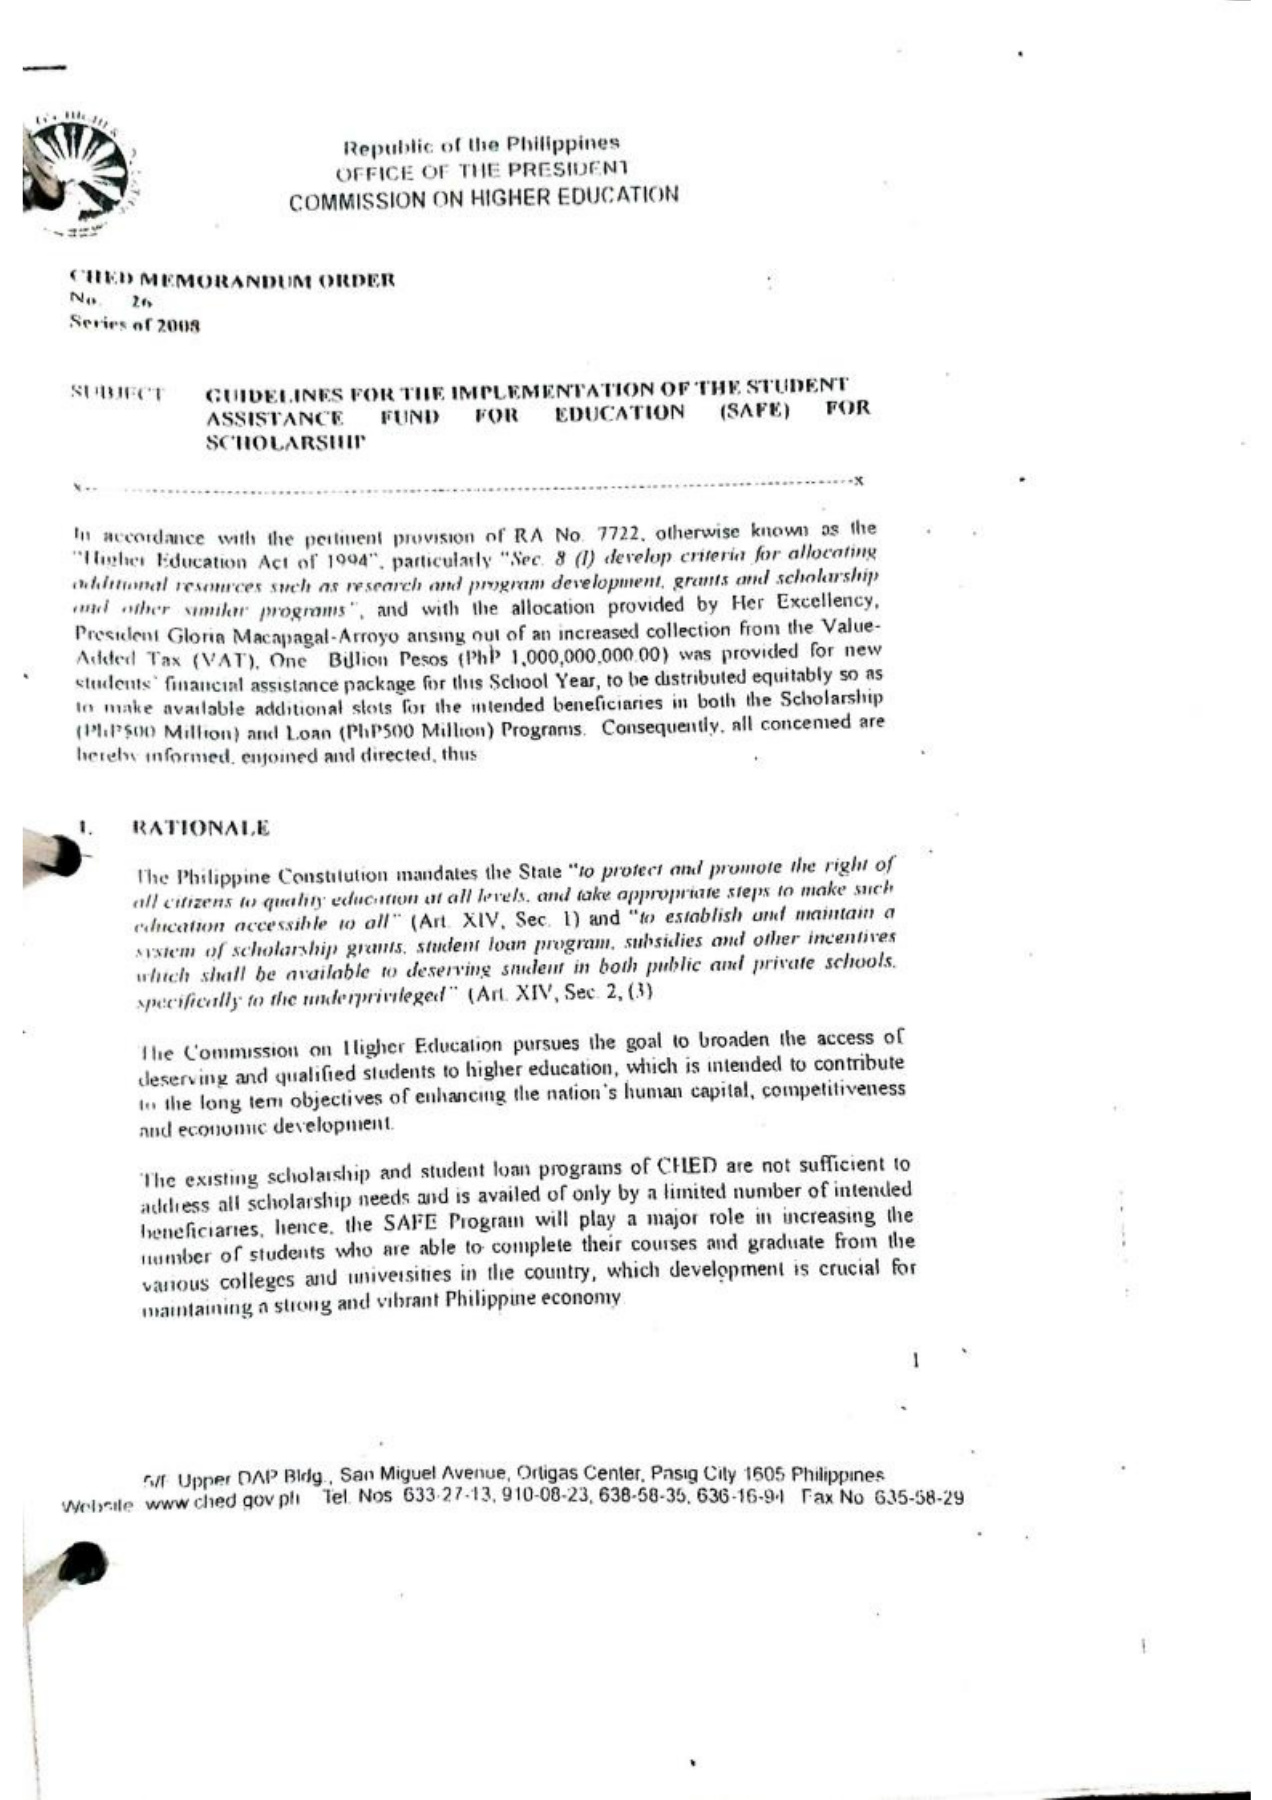 Republic of the Philippines
OFFICE OF THE PRESIDENT
COMMISSION ON HIGHER EDUCATION
CHED MEMORANDUM ORDER
No. 26
Series of 2008
SUBJECT GUIDELINES FOR THE IMPLEMENTATION OF THE STUDENT
ASSISTANCE FUND FOR EDUCATION (SAFE) FOR
SCHOLARSHIP
x-- --------------------------------------------------------------------------------x
In accordance with the pertinent provision of RA No. 7722, otherwise known as the
"Higher Education Act of 1994", particularly "Sec. 8 (l) develop criteria for allocating
additional resources such as research and program development, grants and scholarship
and other similar programs", and with the allocation provided by Her Excellency,
President Gloria Macapagal-Arroyo arising out of an increased collection from the Value-
Added Tax (VAT), One Billion Pesos (PhP 1,000,000,000.00) was provided for new
students' financial assistance package for this School Year, to be distributed equitably so as
to make available additional slots for the intended beneficiaries in both the Scholarship
(PhP500 Million) and Loan (PhP500 Million) Programs. Consequently, all concerned are
hereby informed, enjoined and directed, thus
1. RATIONALE
The Philippine Constitution mandates the State "to protect and promote the right of
all citizens to quality education at all levels, and take appropriate steps to make such
education accessible to all" (Art. XIV, Sec. 1) and "to establish and maintain a
system of scholarship grants, student loan program, subsidies and other incentives
which shall be available to deserving student in both public and private schools,
specifically to the underprivileged" (Art. XIV, Sec. 2, (3)
The Commission on Higher Education pursues the goal to broaden the access of
deserving and qualified students to higher education, which is intended to contribute
to the long tem objectives of enhancing the nation's human capital, competitiveness
and economic development.
The existing scholarship and student loan programs of CHED are not sufficient to
address all scholarship needs and is availed of only by a limited number of intended
beneficiaries, hence, the SAFE Program will play a major role in increasing the
number of students who are able to complete their courses and graduate from the
various colleges and universities in the country, which development is crucial for
maintaining a strong and vibrant Philippine economy
1
5/F Upper DAP Bldg., San Miguel Avenue, Ortigas Center, Pasig City 1605 Philippines
Website www ched gov ph Tel. Nos 633-27-13, 910-08-23, 638-58-35, 636-16-94 Fax No 635-58-29